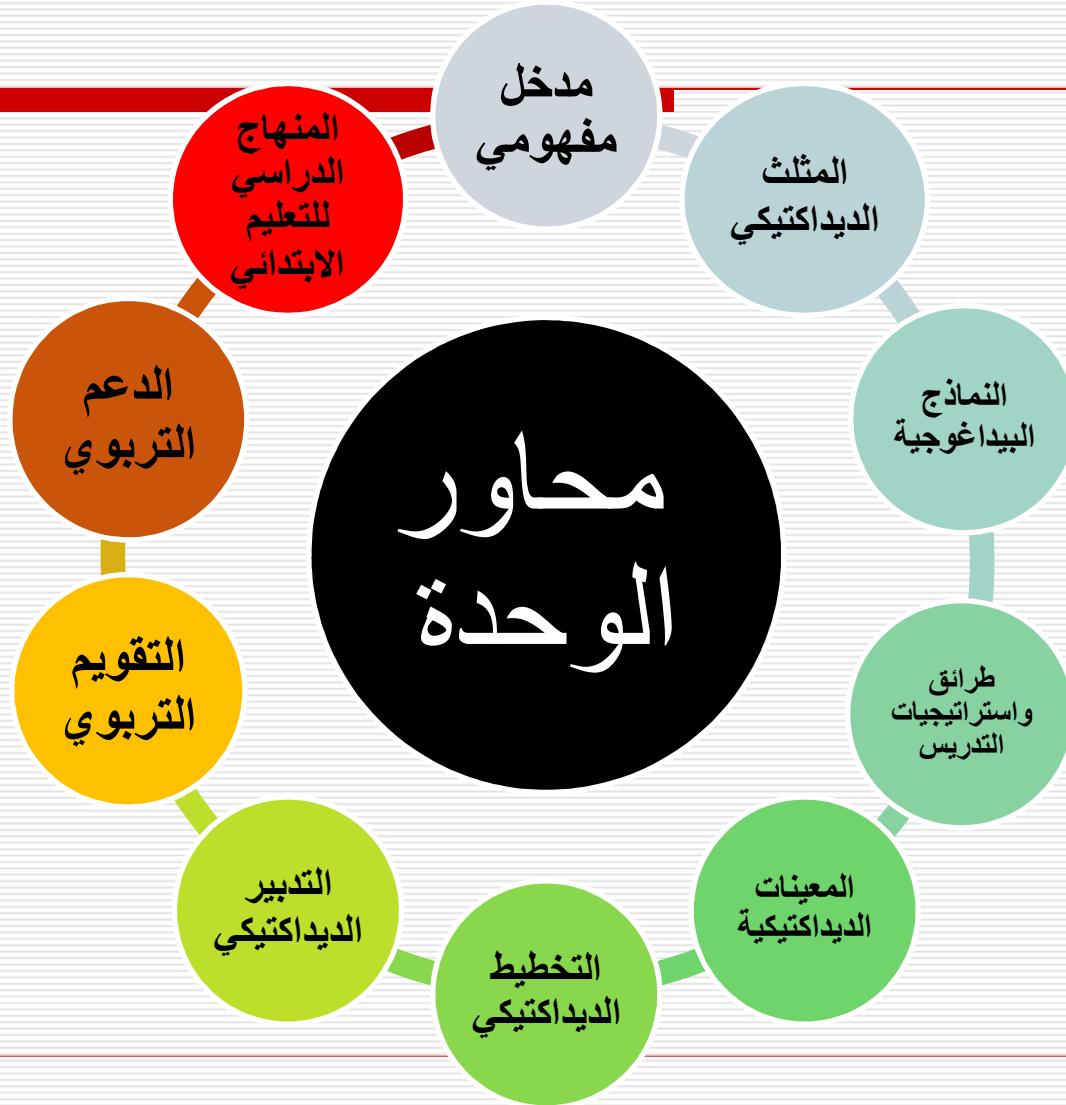 مدخل
مفهومي
المثلث
الديداكتيكي
النماذج
البيداغوجية
طرائق
واستراتيجيات
التدريس
المعينات
الديداكتيكية
التخطيط
الديداكتيكي
التدبير
الديداكتيكي
التقويم
التربوي
الدعم
التربوي
المنهاج
الدراسي
للتعليم
الابتدائي
محاور
الوحدة